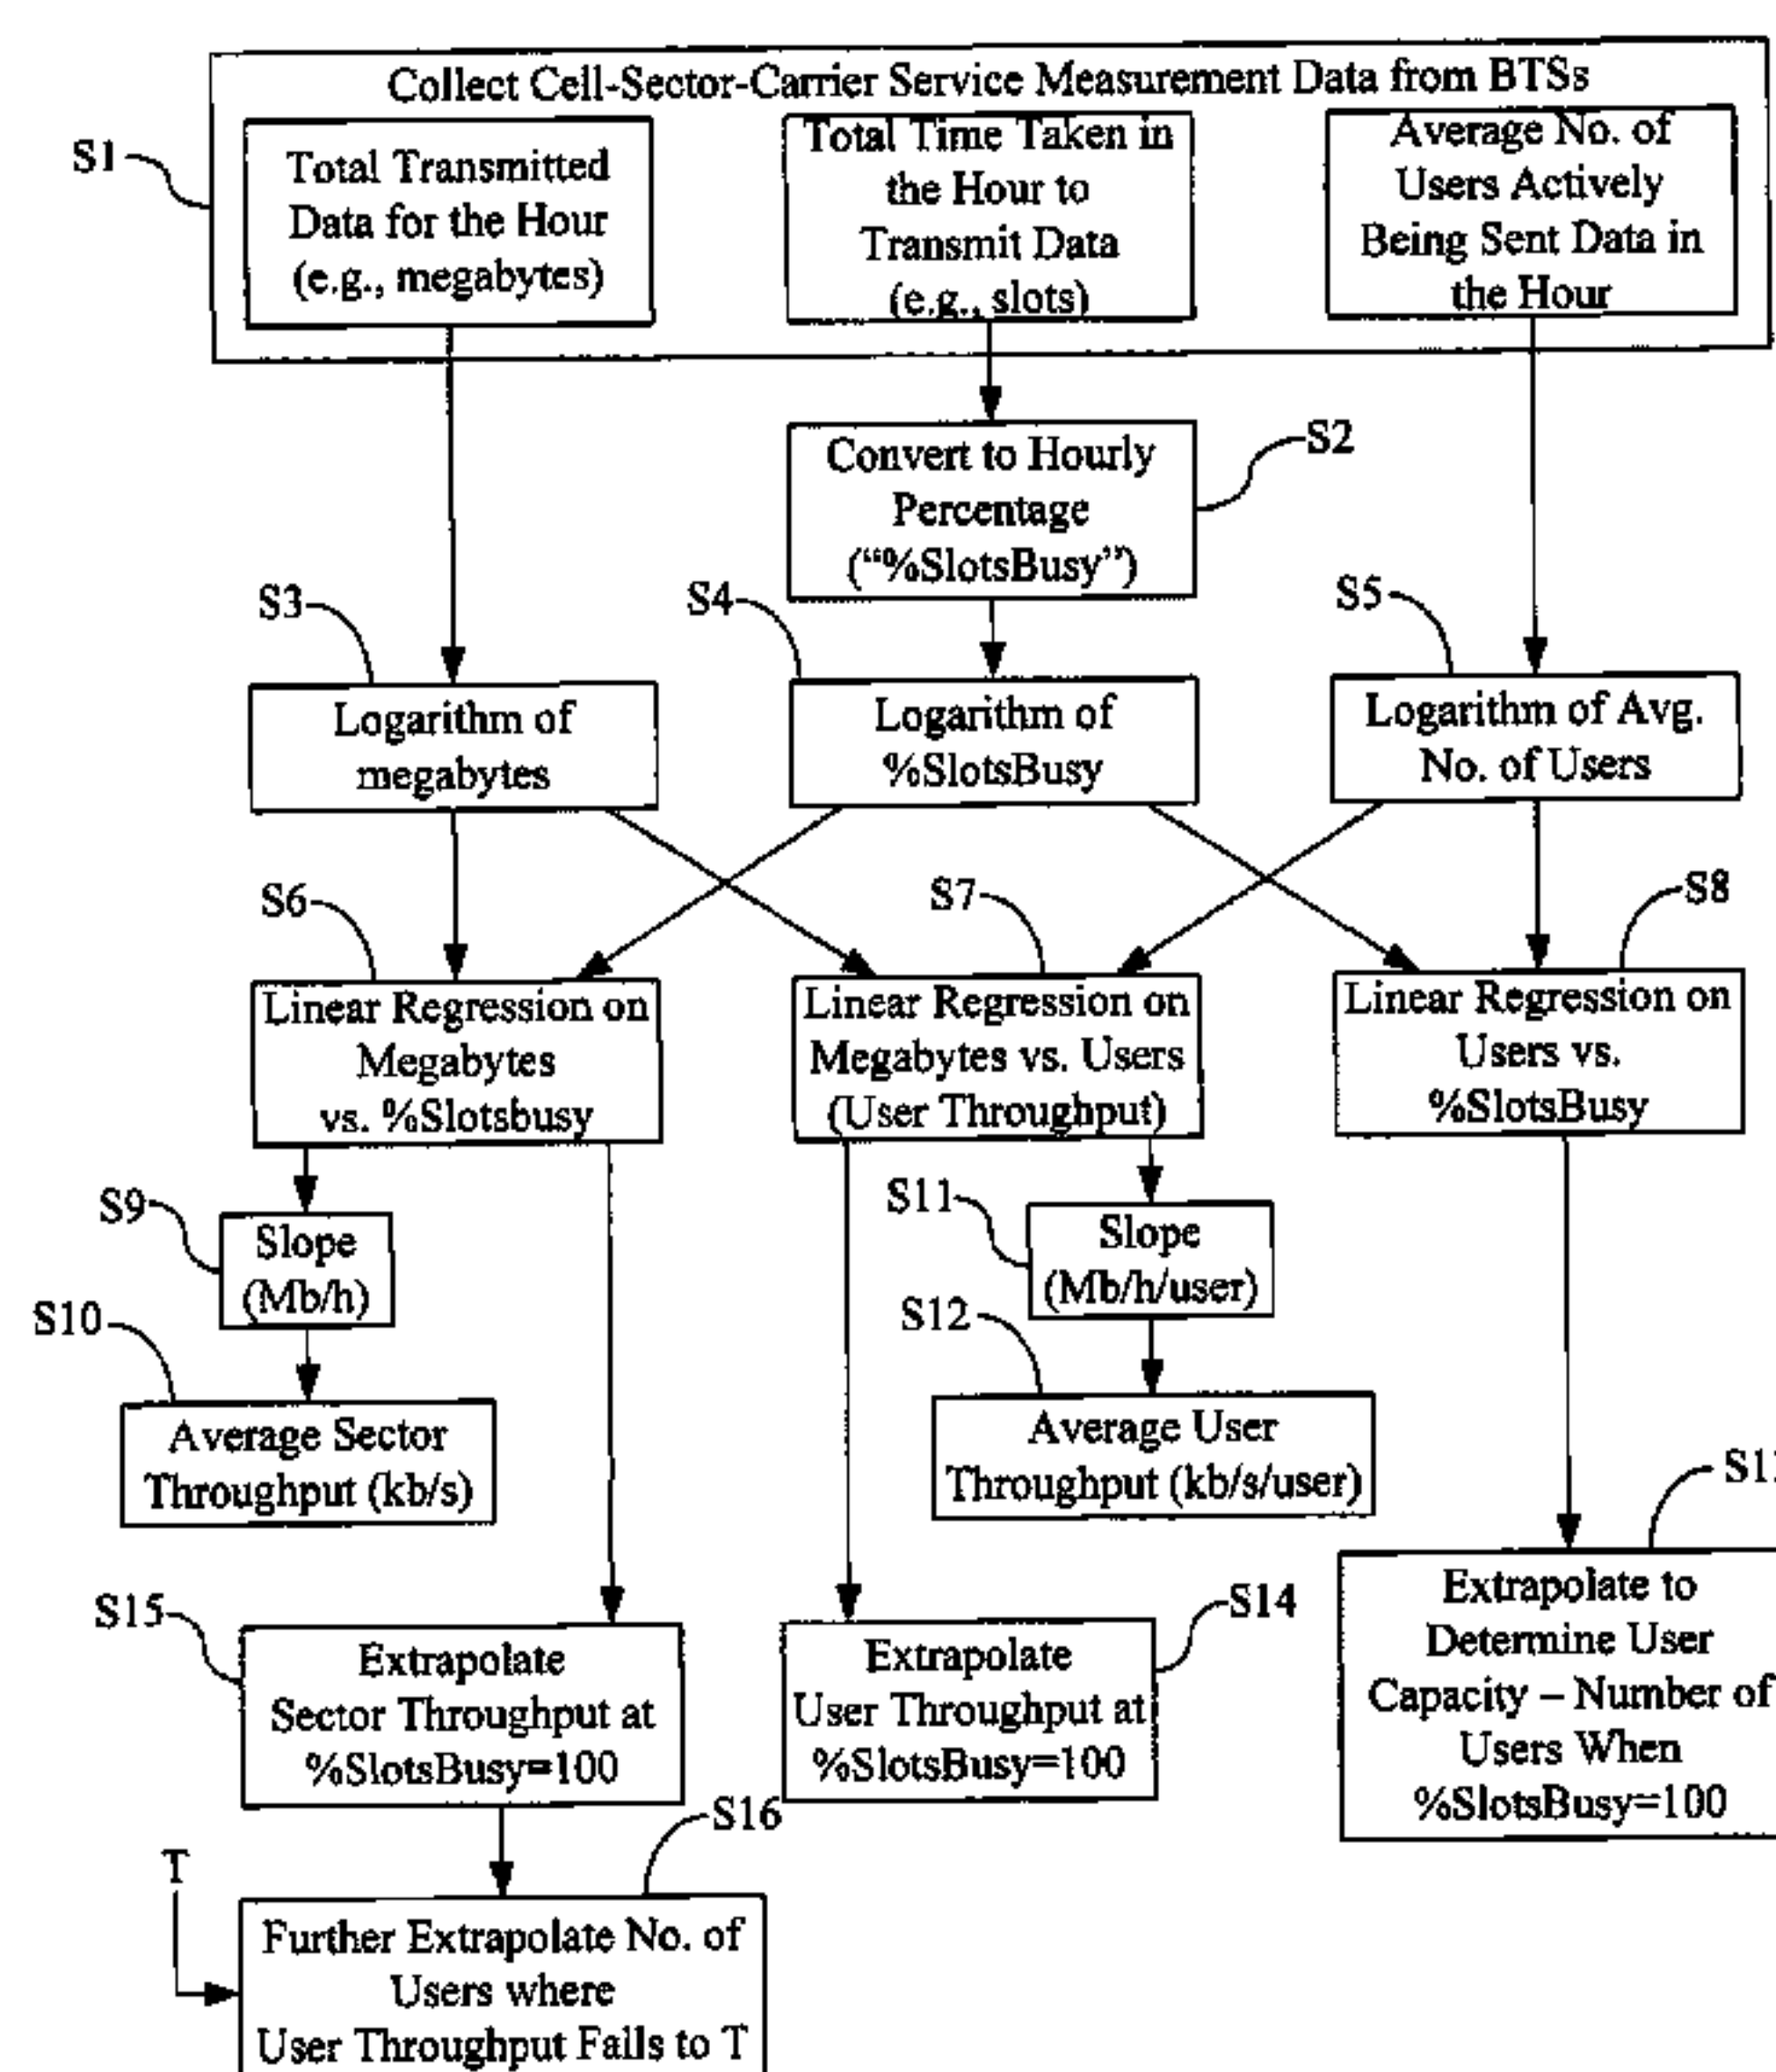 Collect Cell-Sector-Carrier Service Measurement Data from BTSs
S1
Total Transmitted
Data for the Hour
(e.g., megabytes)
Total Time Taken in
the Hour to
Transmit Data
(e.g., slots)
Average No. of
Users Actively
Being Sent Data in
the Hour
S2
Convert to Hourly
Percentage
(“%SlotsBusy”)
S3
Logarithm of
megabytes
S4
Logarithm of
%SlotsBusy
S5
Logarithm of Avg.
No. of Users
S6
Linear Regression on
Megabytes
vs. %Slotsbusy
S7
Linear Regression on
Megabytes vs. Users
(User Throughput)
S8
Linear Regression on
Users vs.
%SlotsBusy
S9
Slope
(Mb/h)
S11
Slope
(Mb/h/user)
S10
Average Sector
Throughput (kb/s)
S12
Average User
Throughput (kb/s/user)
Extrapolate to
Determine User
Capacity – Number of
Users When
%SlotsBusy=100
S15
Extrapolate
Sector Throughput at
%SlotsBusy=100
S14
Extrapolate
User Throughput at
%SlotsBusy=100
S16
T
Further Extrapolate No. of
Users where
User Throughput Falls to T